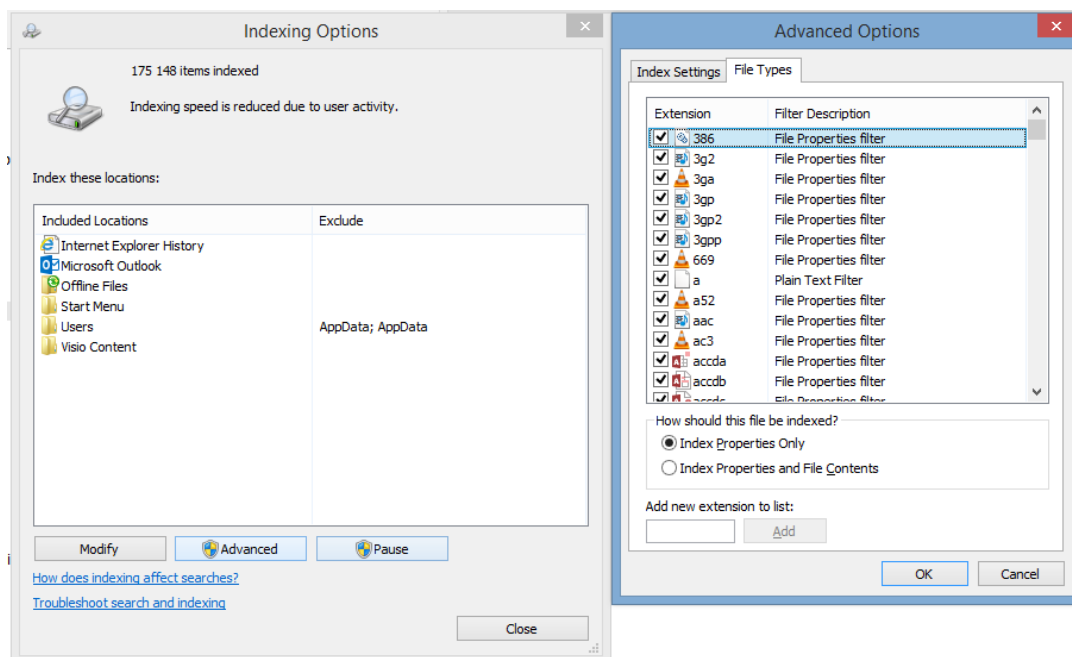 Indexing Options
175 148 items indexed
Indexing speed is reduced due to user activity.
Index these locations:
Included Locations Exclude
Internet Explorer History
Microsoft Outlook
Offline Files
Start Menu
Users AppData; AppData
Visio Content
Modify Advanced Pause
How does indexing affect searches?
Troubleshoot search and indexing
Close
Advanced Options
Index Settings File Types
Extension Filter Description
386 File Properties filter
3g2 File Properties filter
3ga File Properties filter
3gp File Properties filter
3gp2 File Properties filter
3gpp File Properties filter
669 File Properties filter
a Plain Text Filter
a52 File Properties filter
aac File Properties filter
ac3 File Properties filter
accda File Properties filter
accdb File Properties filter
accdc File Properties filter
How should this file be indexed?
Index Properties Only
Index Properties and File Contents
Add new extension to list:
Add
OK Cancel